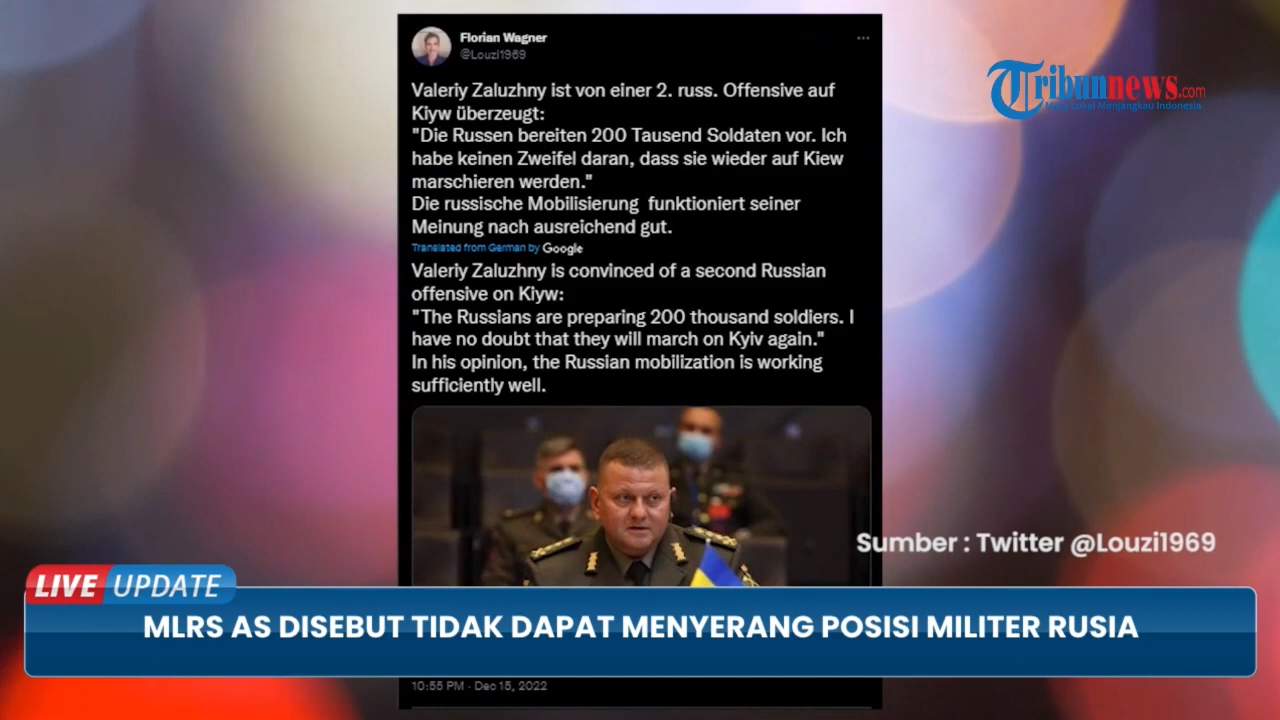 Florian Wagner
@Louzi1969
Tribunnews.com
Lokal Menjangkau Indonesia
Valeriy Zaluzhny ist von einer 2. russ. Offensive auf
Kiyw überzeugt:
"Die Russen bereiten 200 Tausend Soldaten vor. Ich
habe keinen Zweifel daran, dass sie wieder auf Kiew
marschieren werden."
Die russische Mobilisierung funktioniert seiner
Meinung nach ausreichend gut.
Translated from German by Google
Valeriy Zaluzhny is convinced of a second Russian
offensive on Kiyw:
"The Russians are preparing 200 thousand soldiers. I
have no doubt that they will march on Kyiv again."
In his opinion, the Russian mobilization is working
sufficiently well.
Sumber : Twitter @Louzi1969
LIVE UPDATE
MLRS AS DISEBUT TIDAK DAPAT MENYERANG POSISI MILITER RUSIA
10:55 PM · Dec 15, 2022